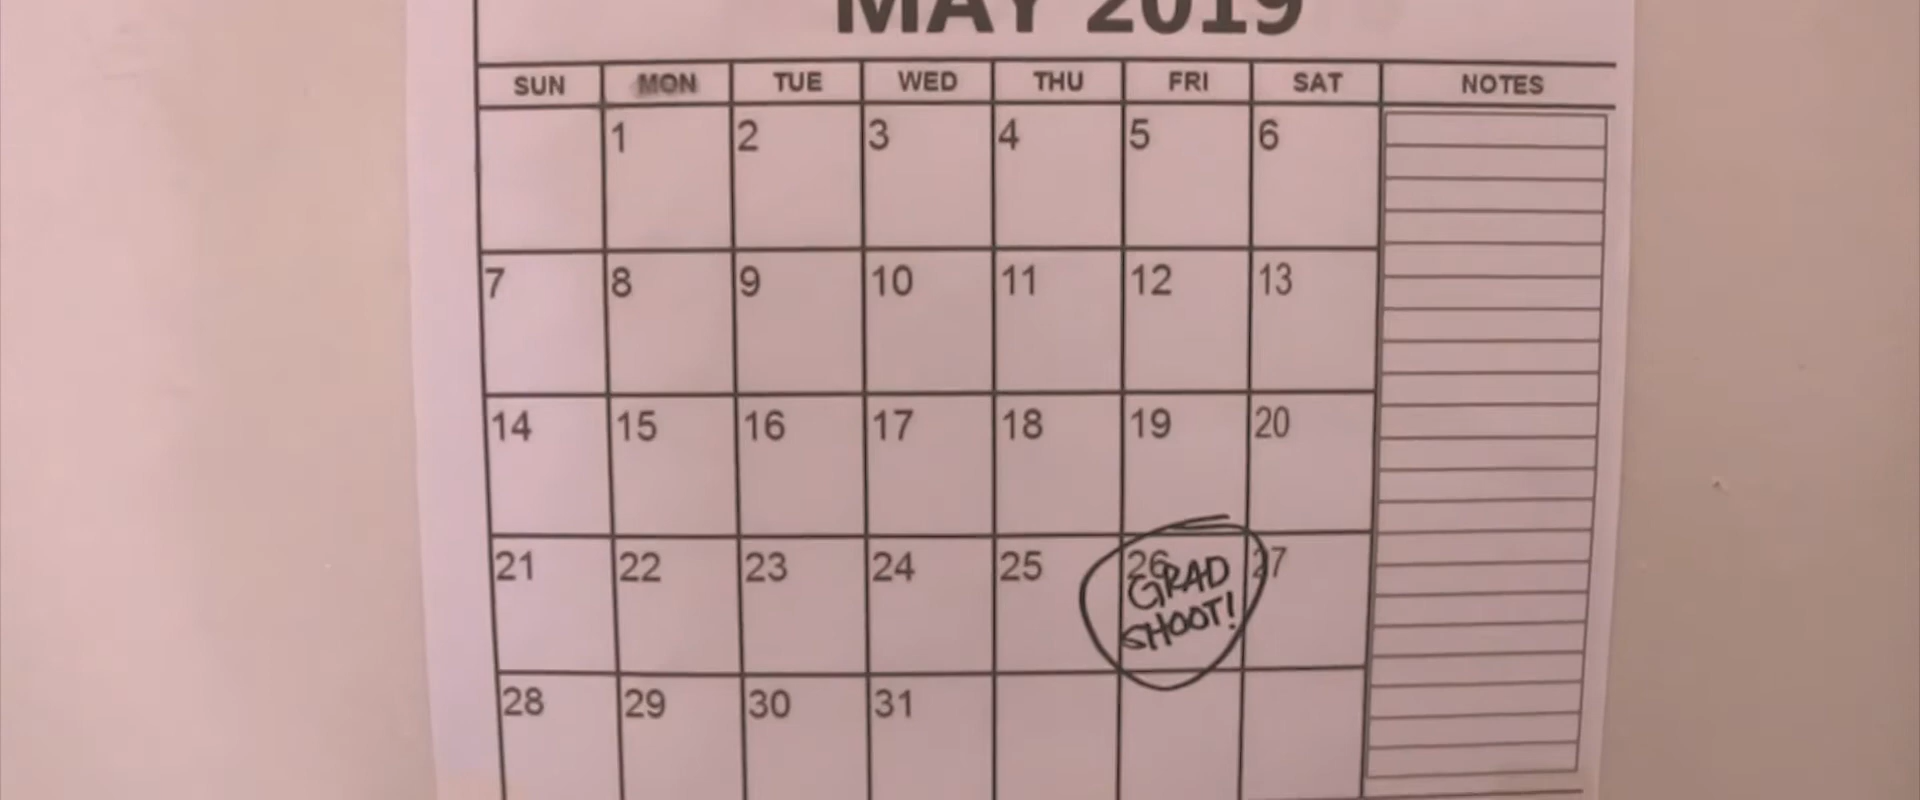 MAY 2019
SUN MON TUE WED THU FRI SAT NOTES
1 2 3 4 5 6
7 8 9 10 11 12 13
14 15 16 17 18 19 20
21 22 23 24 25 26 27
GRAD
SHOOT!
28 29 30 31